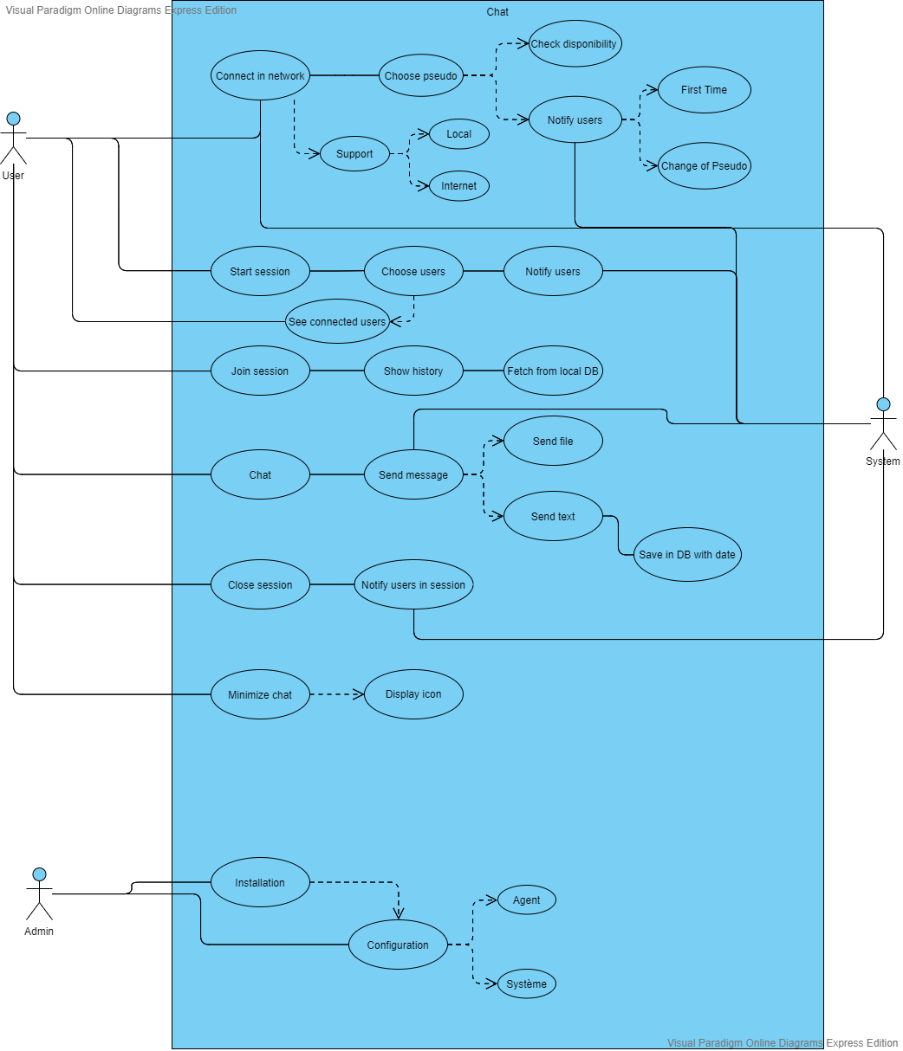 Visual Paradigm Online Diagrams Express Edition
Chat
Check disponibility
Connect in network
Choose pseudo
First Time
Notify users
Local
Support
Change of Pseudo
User
Internet
Start session
Choose users
Notify users
See connected users
Join session
Show history
Fetch from local DB
Send file
System
Chat
Send message
Send text
Save in DB with date
Close session
Notify users in session
Minimize chat
Display icon
Installation
Agent
Admin
Configuration
Système
Visual Paradigm Online Diagrams Express Edition